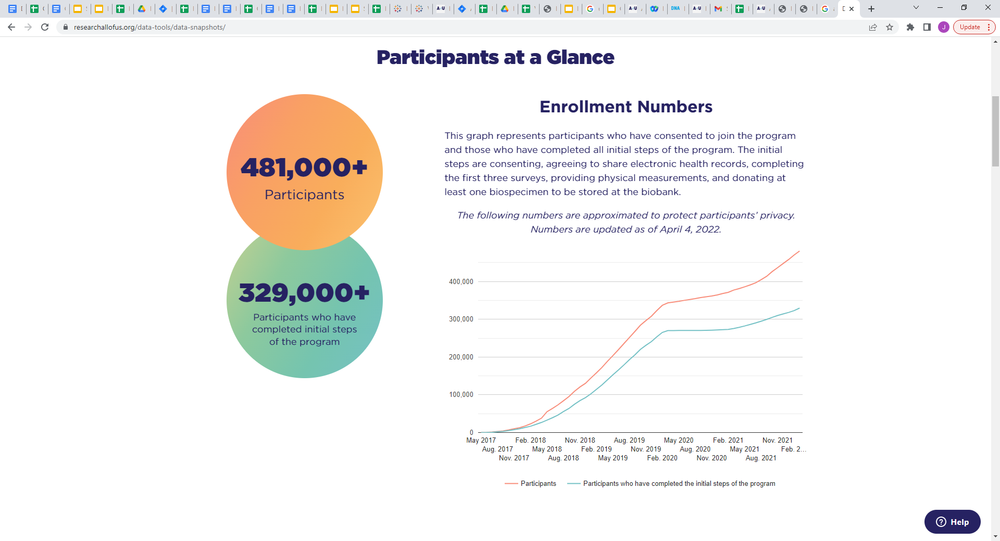 researchallofus.org/data-tools/data-snapshots/
J
Update
Participants at a Glance
481,000+
Participants
329,000+
Participants who have
completed initial steps
of the program
Enrollment Numbers
This graph represents participants who have consented to join the program
and those who have completed all initial steps of the program. The initial
steps are consenting, agreeing to share electronic health records, completing
the first three surveys, providing physical measurements, and donating at
least one biospecimen to be stored at the biobank.
The following numbers are approximated to protect participants’ privacy.
Numbers are updated as of April 4, 2022.
400,000
300,000
200,000
100,000
0
May 2017 Feb. 2018 Nov. 2018 Aug. 2019 May 2020 Feb. 2021 Nov. 2021
Aug. 2017 May 2018 Feb. 2019 Nov. 2019 Aug. 2020 May 2021 Feb. 2...
Nov. 2017 Aug. 2018 May 2019 Feb. 2020 Nov. 2020 Aug. 2021
Participants Participants who have completed the initial steps of the program
Help